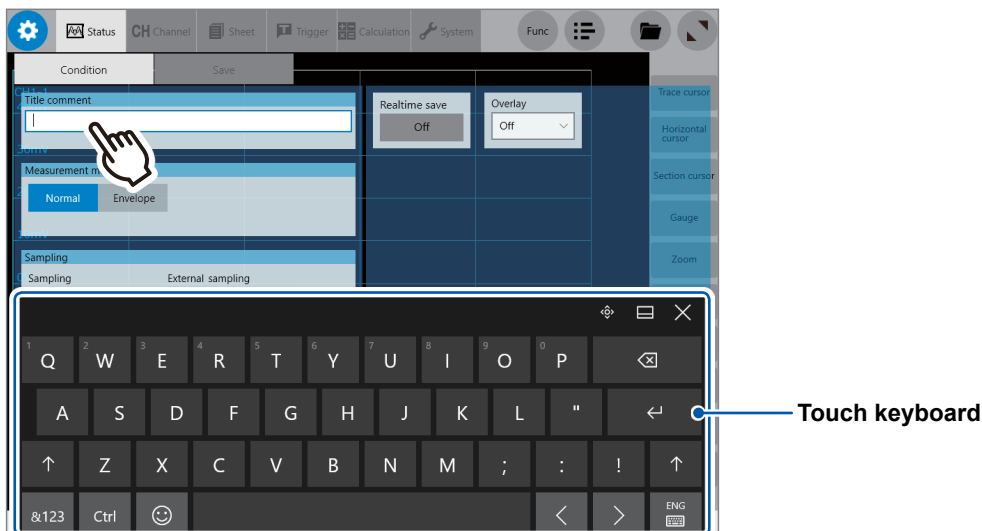 Status CH Channel Sheet Trigger Calculation System Func
Condition Save
Title comment
Realtime save
Off
Overlay
Off
Trace cursor
Horizontal
cursor
Section cursor
Gauge
Zoom
Measurement m
Normal Envelope
Sampling
Sampling External sampling
1 Q 2 W 3 E 4 R 5 T 6 Y 7 U 8 I 9 O 0 P
A S D F G H J K L "
Z X C V B N M ; : !
&123 Ctrl < > ENG
Touch keyboard